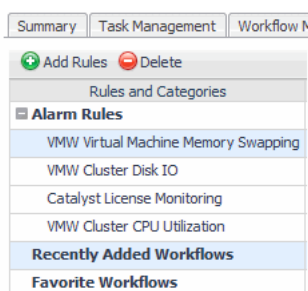 Summary Task Management Workflow
Add Rules Delete
Rules and Categories
Alarm Rules
VMW Virtual Machine Memory Swapping
VMW Cluster Disk IO
Catalyst License Monitoring
VMW Cluster CPU Utilization
Recently Added Workflows
Favorite Workflows